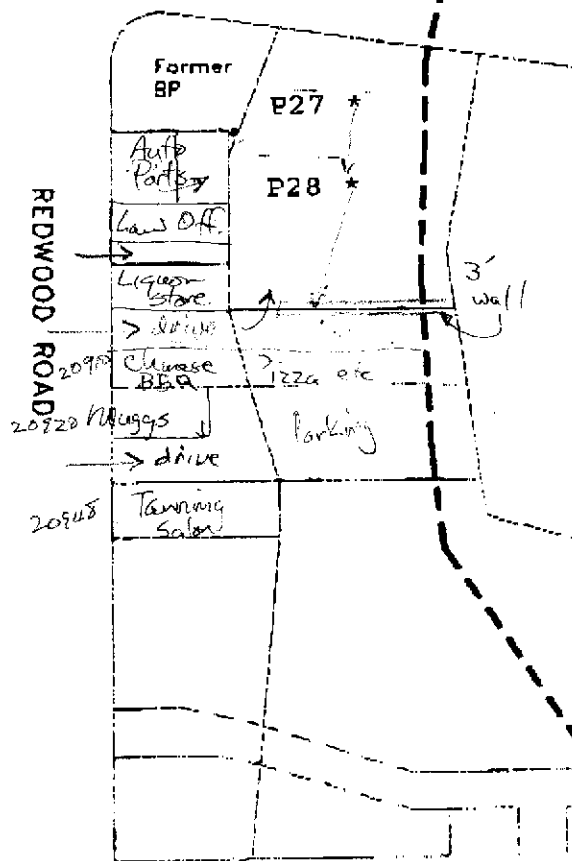 Former
BP
P27 *
Auto
Parts
P28 *
REDWOOD ROAD
Law Off.
3'
wall
Liquor
store
drive
Chinese
BBQ
izza etc
20920 Muggs
Parking
drive
20948
Tanning
Salon